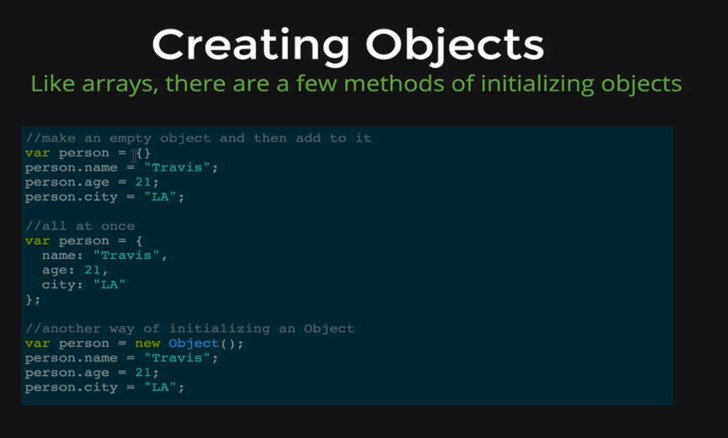 Creating Objects
Like arrays, there are a few methods of initializing objects
//make an empty object and then add to it
var person = {}
person.name = "Travis";
person.age = 21;
person.city = "LA";
//all at once
var person = {
  name: "Travis",
  age: 21,
  city: "LA"
};
//another way of initializing an Object
var person = new Object();
person.name = "Travis";
person.age = 21;
person.city = "LA";